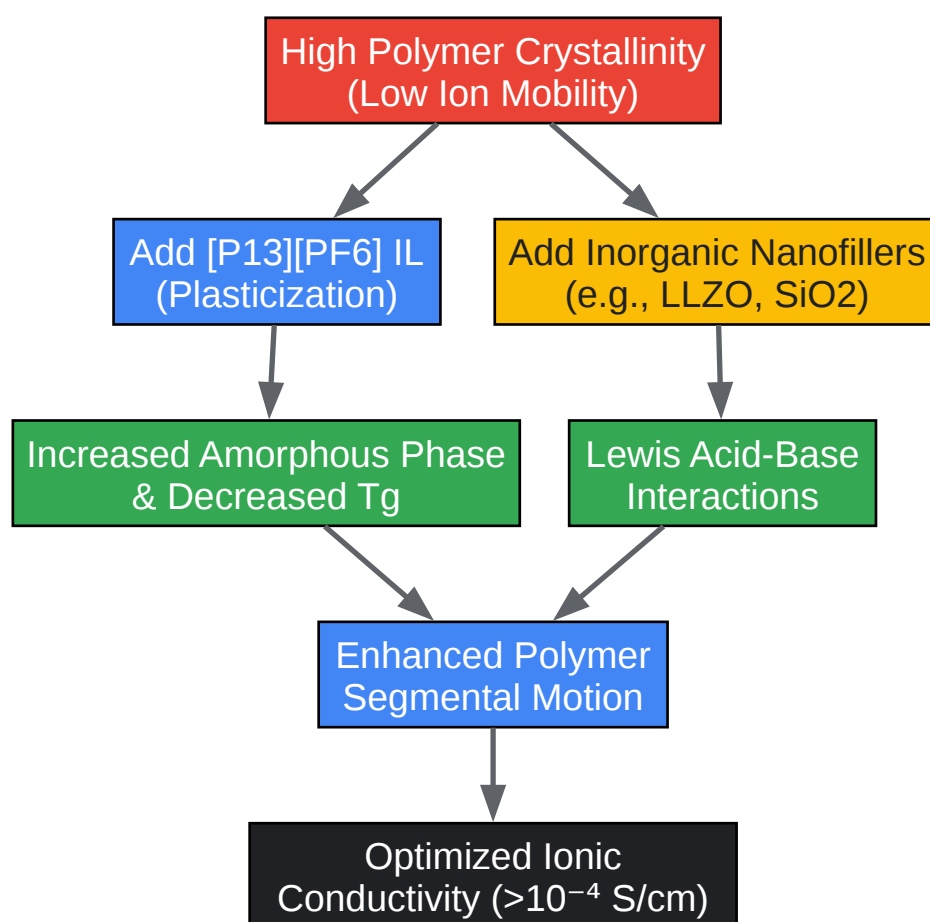 High Polymer Crystallinity
(Low Ion Mobility)
Add [P13][PF6] IL
(Plasticization)
Add Inorganic Nanofillers
(e.g., LLZO, SiO2)
Increased Amorphous Phase
& Decreased Tg
Lewis Acid-Base
Interactions
Enhanced Polymer
Segmental Motion
Optimized Ionic
Conductivity (>10⁻⁴ S/cm)